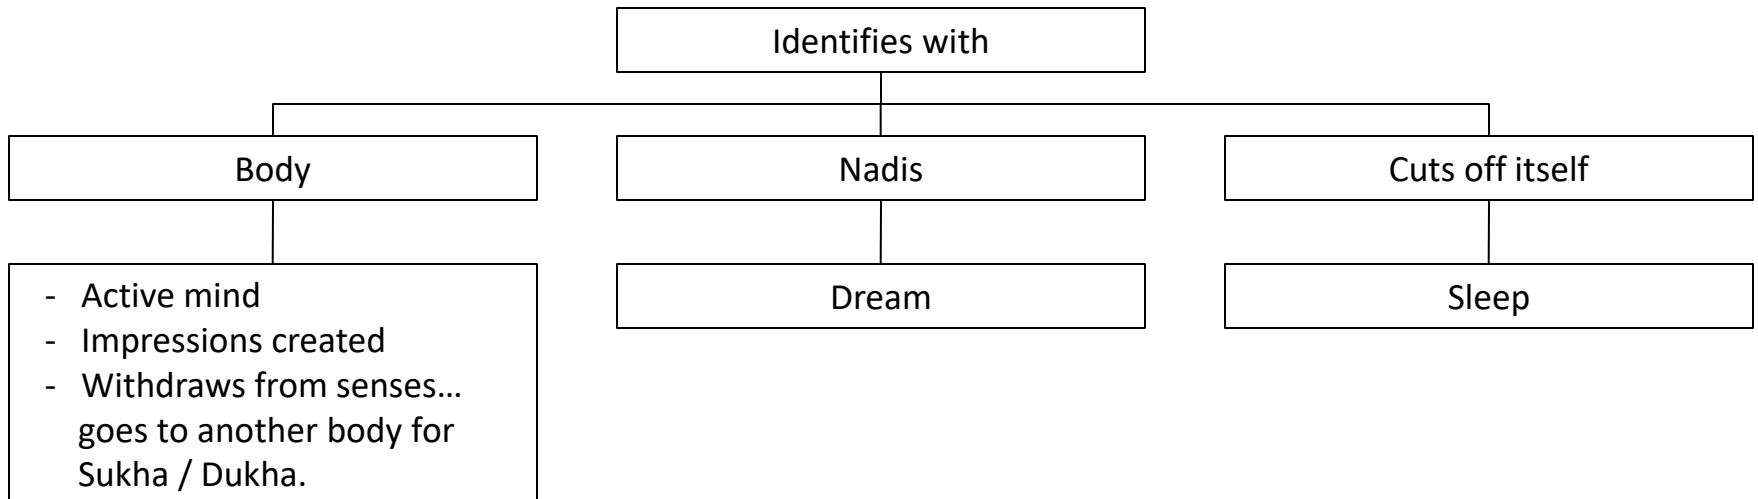 Identifies with
Body
Nadis
Cuts off itself
- Active mind
- Impressions created
- Withdraws from senses...
goes to another body for
Sukha / Dukha.
Dream
Sleep